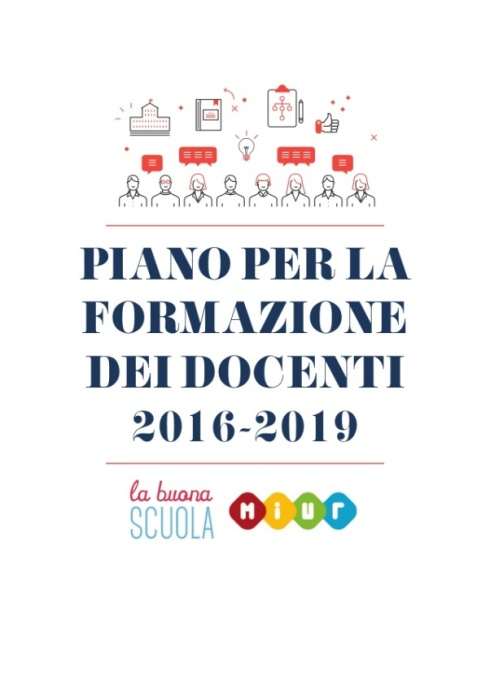 PIANO PER LA
FORMAZIONE
DEI DOCENTI
2016-2019
la buona
SCUOLA
MiUr